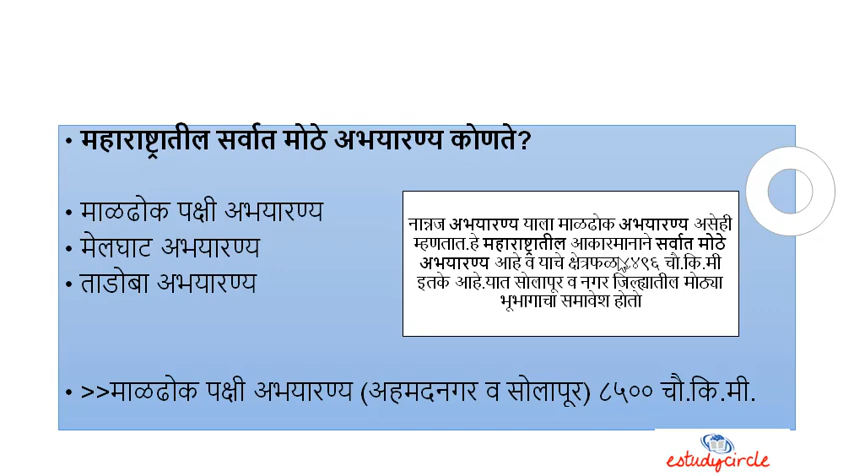 • महाराष्ट्रातील सर्वात मोठे अभयारण्य कोणते?
• माळढोक पक्षी अभयारण्य
• मेलघाट अभयारण्य
• ताडोबा अभयारण्य
नान्नज अभयारण्य याला माळढोक अभयारण्य असेही
म्हणतात.हे महाराष्ट्रातील आकारमानाने सर्वात मोठे
अभयारण्य आहे व याचे क्षेत्रफळ ८४९६ चौ.कि.मी
इतके आहे.यात सोलापूर व नगर जिल्ह्यातील मोठ्या
भूभागाचा समावेश होतो
• >>माळढोक पक्षी अभयारण्य (अहमदनगर व सोलापूर) ८५०० चौ.कि.मी.
estudycircle